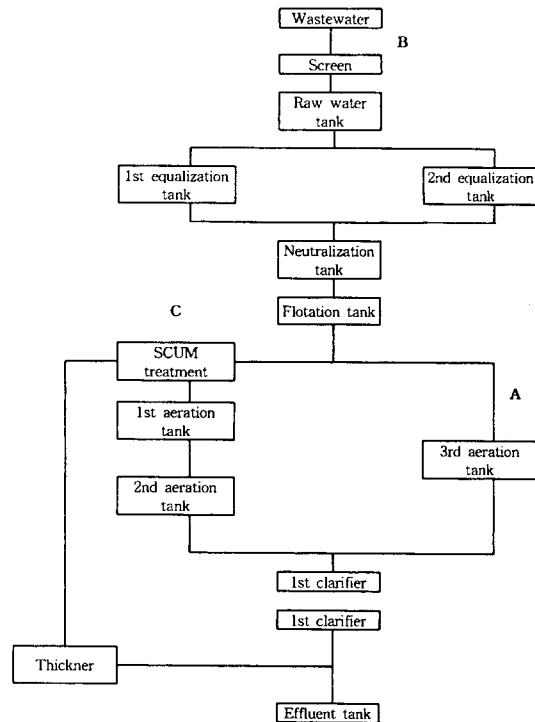 Wastewater
B
Screen
Raw water
tank
1st equalization
tank
2nd equalization
tank
Neutralization
tank
Flotation tank
C
SCUM
treatment
A
1st aeration
tank
3rd aeration
tank
2nd aeration
tank
1st clarifier
1st clarifier
Thickner
Effluent tank